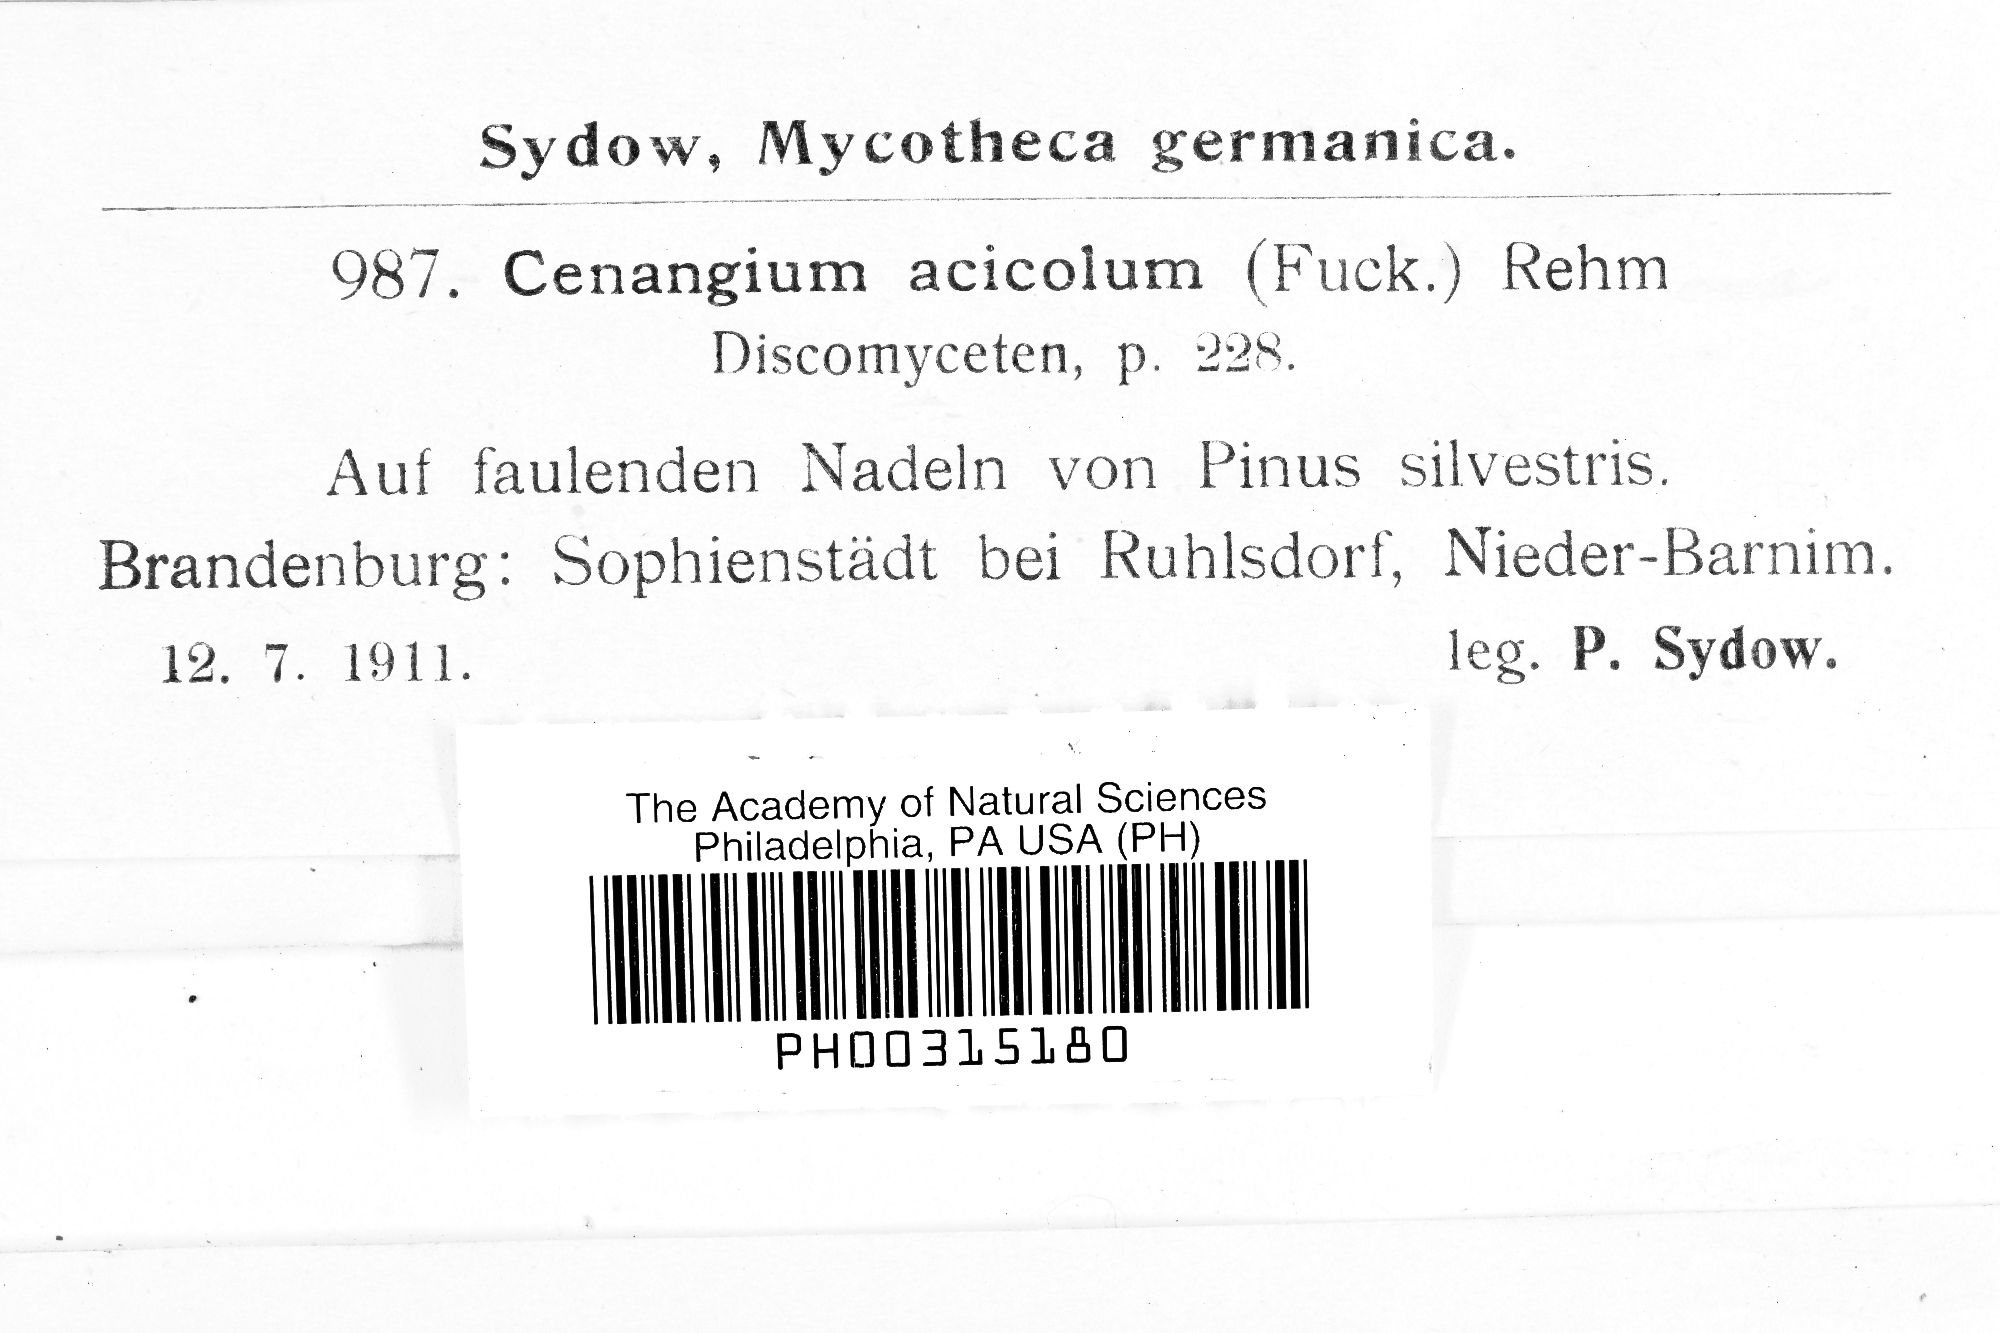 Sydow, Mycotheca germanica.
987. Cenangium acicolum (Fuck.) Rehm
Discomyceten, p. 228.
Auf faulenden Nadeln von Pinus silvestris.
Brandenburg: Sophienstädt bei Ruhlsdorf, Nieder-Barnim.
12. 7. 1911. leg. P. Sydow.
The Academy of Natural Sciences
Philadelphia, PA USA (PH)
PH00315180